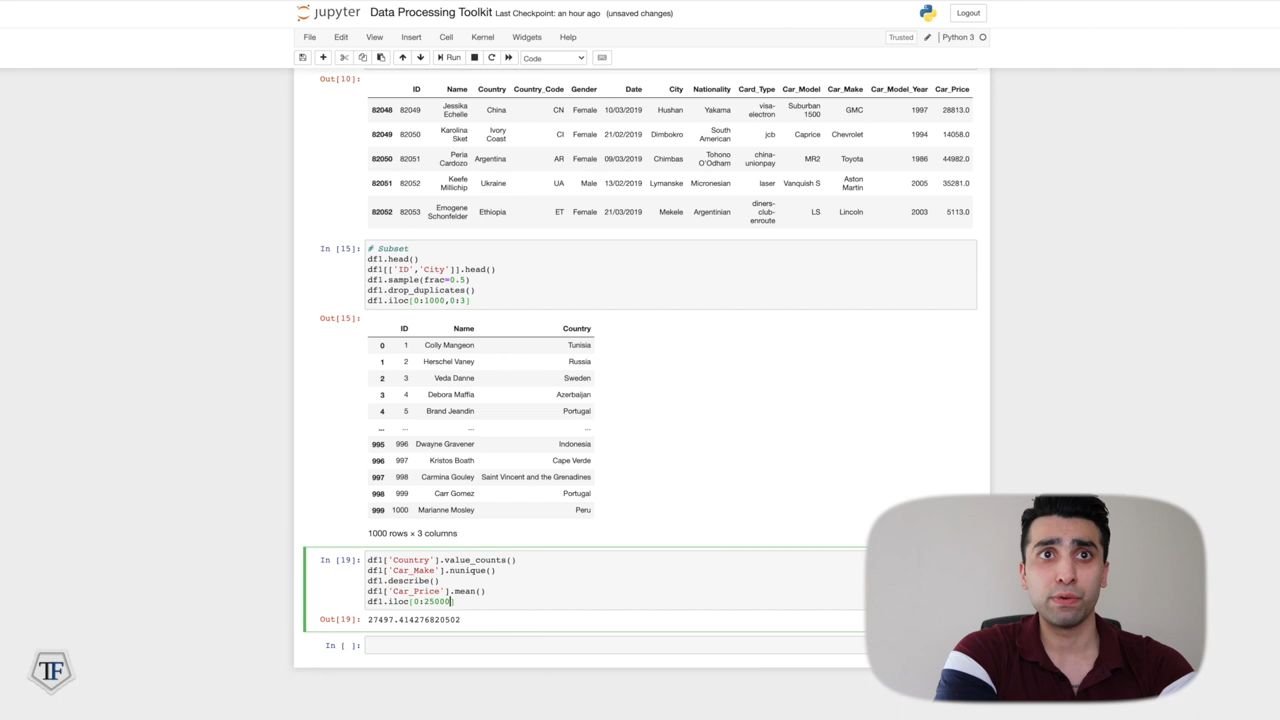 jupyter Data Processing Toolkit Last Checkpoint: an hour ago (unsaved changes) Logout
File Edit View Insert Cell Kernel Widgets Help Trusted Python 3
Run Code
Out[10]:
ID Name Country Country_Code Gender Date City Nationality Card_Type Car_Model Car_Make Car_Model_Year Car_Price
82048 82049 Jessika Echelle China CN Female 10/03/2019 Hushan Yakama visa-electron Suburban 1500 GMC 1997 28813.0
82049 82050 Karolina Sket Ivory Coast CI Female 21/02/2019 Dimbokro South American jcb Caprice Chevrolet 1994 14058.0
82050 82051 Peria Cardozo Argentina AR Female 09/03/2019 Chimbas Tohono O'Odham china-unionpay MR2 Toyota 1986 44982.0
82051 82052 Keefe Millichip Ukraine UA Male 13/02/2019 Lymanske Micronesian laser Vanquish S Aston Martin 2005 35281.0
82052 82053 Emogene Schonfelder Ethiopia ET Female 21/03/2019 Mekele Argentinian diners-club-enroute LS Lincoln 2003 5113.0
In [15]: # Subset
df1.head()
df1[['ID','City']].head()
df1.sample(frac=0.5)
df1.drop_duplicates()
df1.iloc[0:1000,0:3]
Out[15]:
ID Name Country
0 1 Colly Mangeon Tunisia
1 2 Herschel Vaney Russia
2 3 Veda Danne Sweden
3 4 Debora Maffia Azerbaijan
4 5 Brand Jeandin Portugal
... ... ... ...
995 996 Dwayne Gravener Indonesia
996 997 Kristos Boath Cape Verde
997 998 Carmina Gouley Saint Vincent and the Grenadines
998 999 Carr Gomez Portugal
999 1000 Marianne Mosley Peru
1000 rows × 3 columns
In [19]: df1['Country'].value_counts()
df1['Car_Make'].nunique()
df1.describe()
df1['Car_Price'].mean()
df1.iloc[0:25000]
Out[19]: 27497.414276820502
In [ ]:
TF